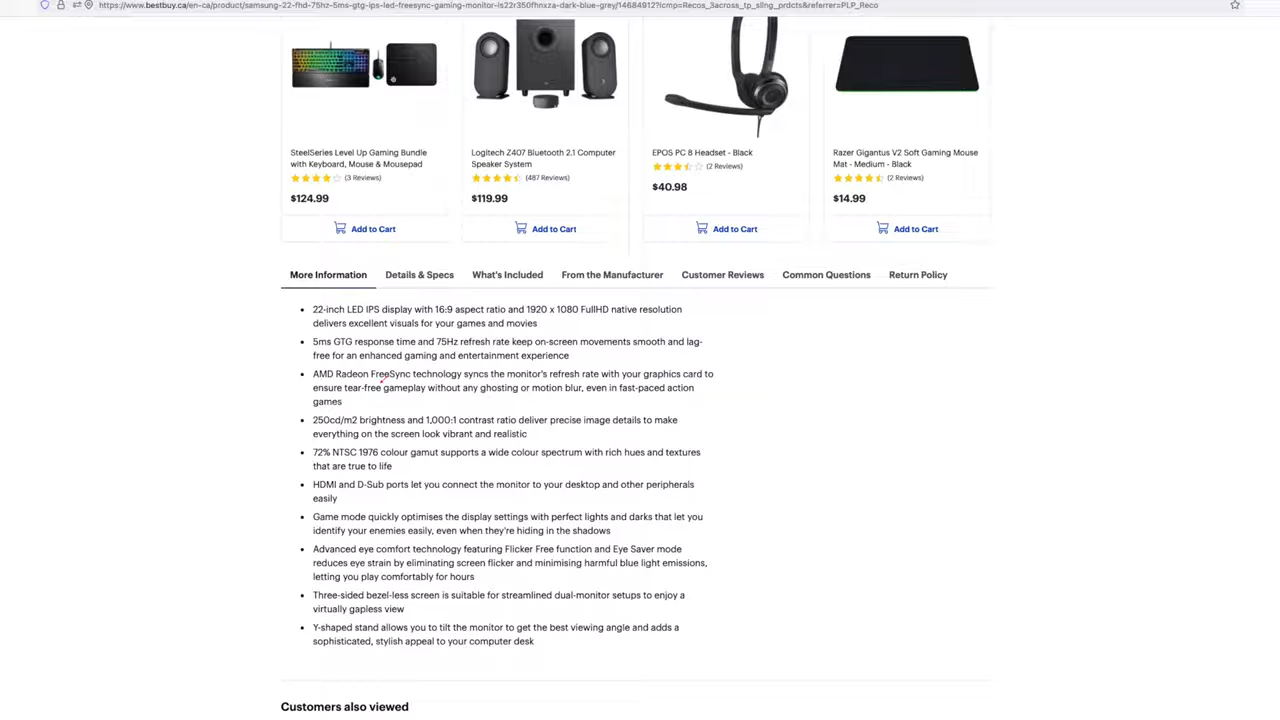 https://www.bestbuy.ca/en-ca/product/samsung-22-fhd-75hz-5ms-gtg-ips-led-freesync-gaming-monitor-ls22r350fhnxza-dark-blue-grey/14684912?icmp=Recos_3across_tp_sllng_prdcts&referrer=PLP_Reco
SteelSeries Level Up Gaming Bundle
with Keyboard, Mouse & Mousepad
(3 Reviews)
$124.99
Add to Cart
Logitech Z407 Bluetooth 2.1 Computer
Speaker System
(487 Reviews)
$119.99
Add to Cart
EPOS PC 8 Headset - Black
(2 Reviews)
$40.98
Add to Cart
Razer Gigantus V2 Soft Gaming Mouse
Mat - Medium - Black
(2 Reviews)
$14.99
Add to Cart
More Information Details & Specs What's Included From the Manufacturer Customer Reviews Common Questions Return Policy
• 22-inch LED IPS display with 16:9 aspect ratio and 1920 x 1080 FullHD native resolution
delivers excellent visuals for your games and movies
• 5ms GTG response time and 75Hz refresh rate keep on-screen movements smooth and lag-
free for an enhanced gaming and entertainment experience
• AMD Radeon FreeSync technology syncs the monitor's refresh rate with your graphics card to
ensure tear-free gameplay without any ghosting or motion blur, even in fast-paced action
games
• 250cd/m2 brightness and 1,000:1 contrast ratio deliver precise image details to make
everything on the screen look vibrant and realistic
• 72% NTSC 1976 colour gamut supports a wide colour spectrum with rich hues and textures
that are true to life
• HDMI and D-Sub ports let you connect the monitor to your desktop and other peripherals
easily
• Game mode quickly optimises the display settings with perfect lights and darks that let you
identify your enemies easily, even when they're hiding in the shadows
• Advanced eye comfort technology featuring Flicker Free function and Eye Saver mode
reduces eye strain by eliminating screen flicker and minimising harmful blue light emissions,
letting you play comfortably for hours
• Three-sided bezel-less screen is suitable for streamlined dual-monitor setups to enjoy a
virtually gapless view
• Y-shaped stand allows you to tilt the monitor to get the best viewing angle and adds a
sophisticated, stylish appeal to your computer desk
Customers also viewed